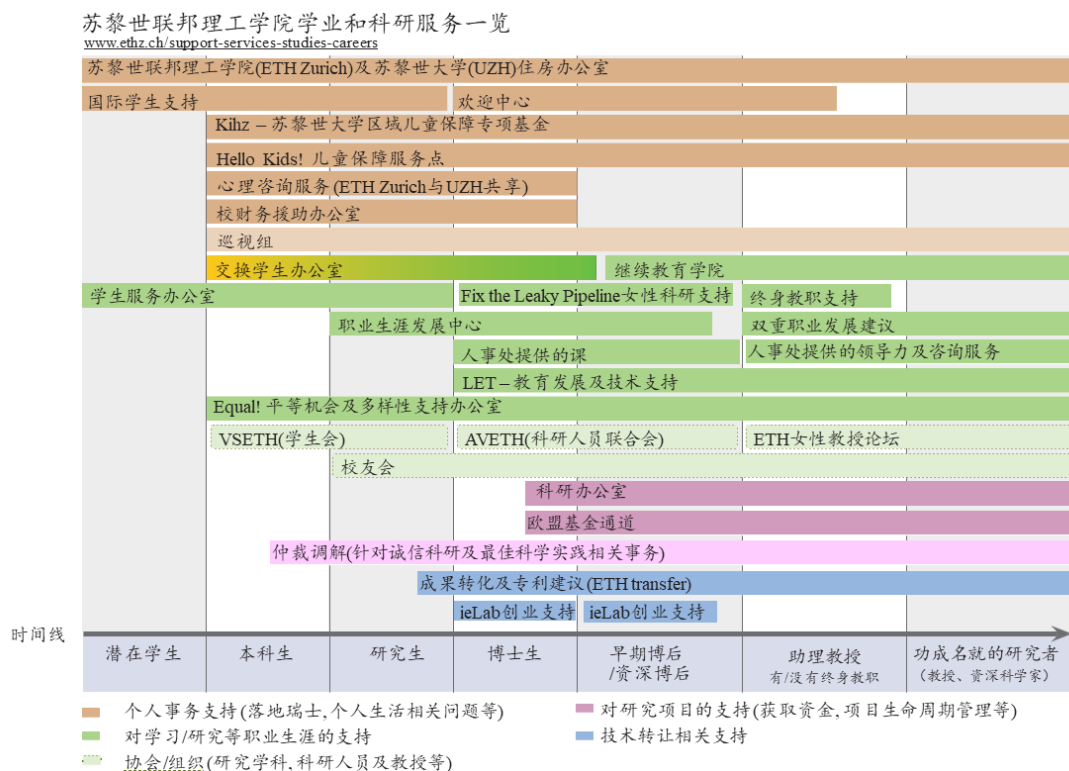 苏黎世联邦理工学院学业和科研服务一览
www.ethz.ch/support-services-studies-careers
苏黎世联邦理工学院(ETH Zurich)及苏黎世大学(UZH)住房办公室
国际学生支持
欢迎中心
Kihz – 苏黎世大学区域儿童保障专项基金
Hello Kids! 儿童保障服务点
心理咨询服务(ETH Zurich与UZH共享)
校财务援助办公室
巡视组
交换学生办公室
继续教育学院
学生服务办公室
Fix the Leaky Pipeline女性科研支持
终身教职支持
职业生涯发展中心
双重职业发展建议
人事处提供的课
人事处提供的领导力及咨询服务
LET – 教育发展及技术支持
Equal! 平等机会及多样性支持办公室
VSETH(学生会)
AVETH(科研人员联合会)
ETH女性教授论坛
校友会
科研办公室
欧盟基金通道
仲裁调解(针对诚信科研及最佳科学实践相关事务)
成果转化及专利建议(ETH transfer)
ieLab创业支持
ieLab创业支持
时间线
潜在学生
本科生
研究生
博士生
早期博后
/资深博后
助理教授
有/没有终身教职
功成名就的研究者
(教授、资深科学家)
个人事务支持(落地瑞士,个人生活相关问题等)
对研究项目的支持(获取资金,项目生命周期管理等)
对学习/研究等职业生涯的支持
技术转让相关支持
协会/组织(研究学科,科研人员及教授等)